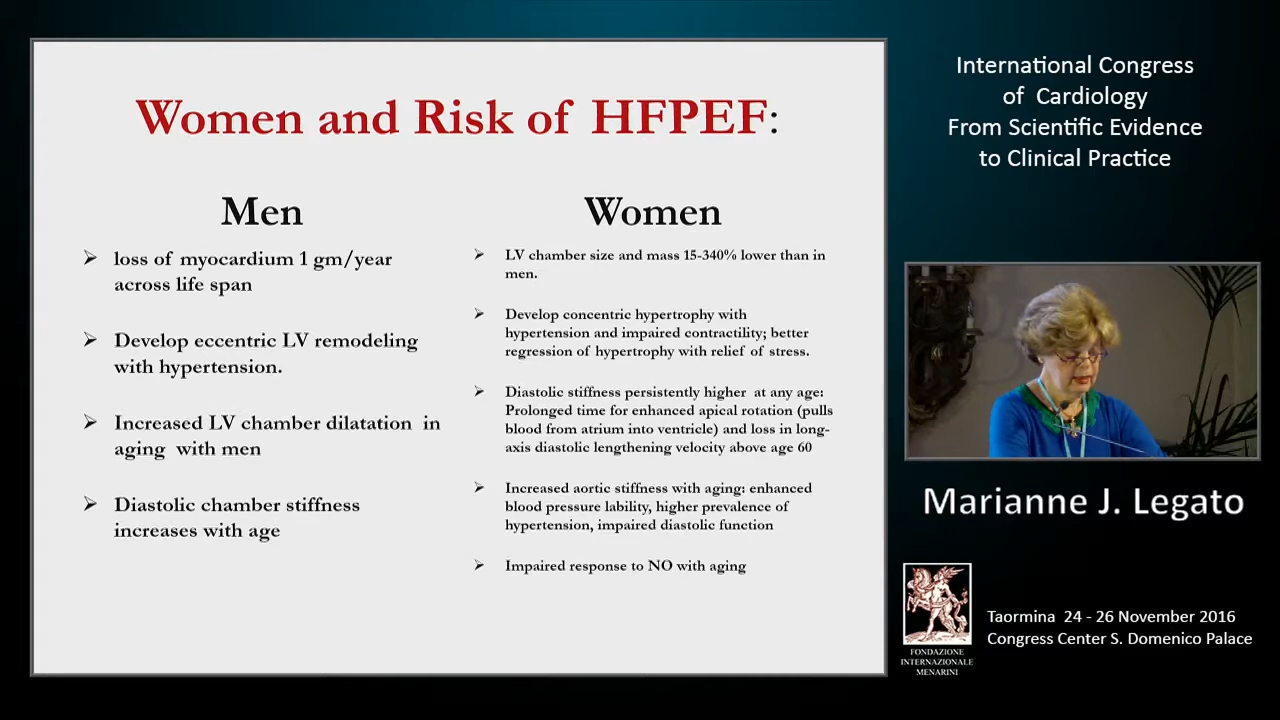 Women and Risk of HFPEF:
Men
➢ loss of myocardium 1 gm/year
across life span
➢ Develop eccentric LV remodeling
with hypertension.
➢ Increased LV chamber dilatation in
aging with men
➢ Diastolic chamber stiffness
increases with age
Women
➢ LV chamber size and mass 15-340% lower than in
men.
➢ Develop concentric hypertrophy with
hypertension and impaired contractility; better
regression of hypertrophy with relief of stress.
➢ Diastolic stiffness persistently higher at any age:
Prolonged time for enhanced apical rotation (pulls
blood from atrium into ventricle) and loss in long-
axis diastolic lengthening velocity above age 60
➢ Increased aortic stiffness with aging: enhanced
blood pressure lability, higher prevalence of
hypertension, impaired diastolic function
➢ Impaired response to NO with aging
International Congress
of Cardiology
From Scientific Evidence
to Clinical Practice
Marianne J. Legato
FONDAZIONE
INTERNAZIONALE
MENARINI
Taormina 24 - 26 November 2016
Congress Center S. Domenico Palace